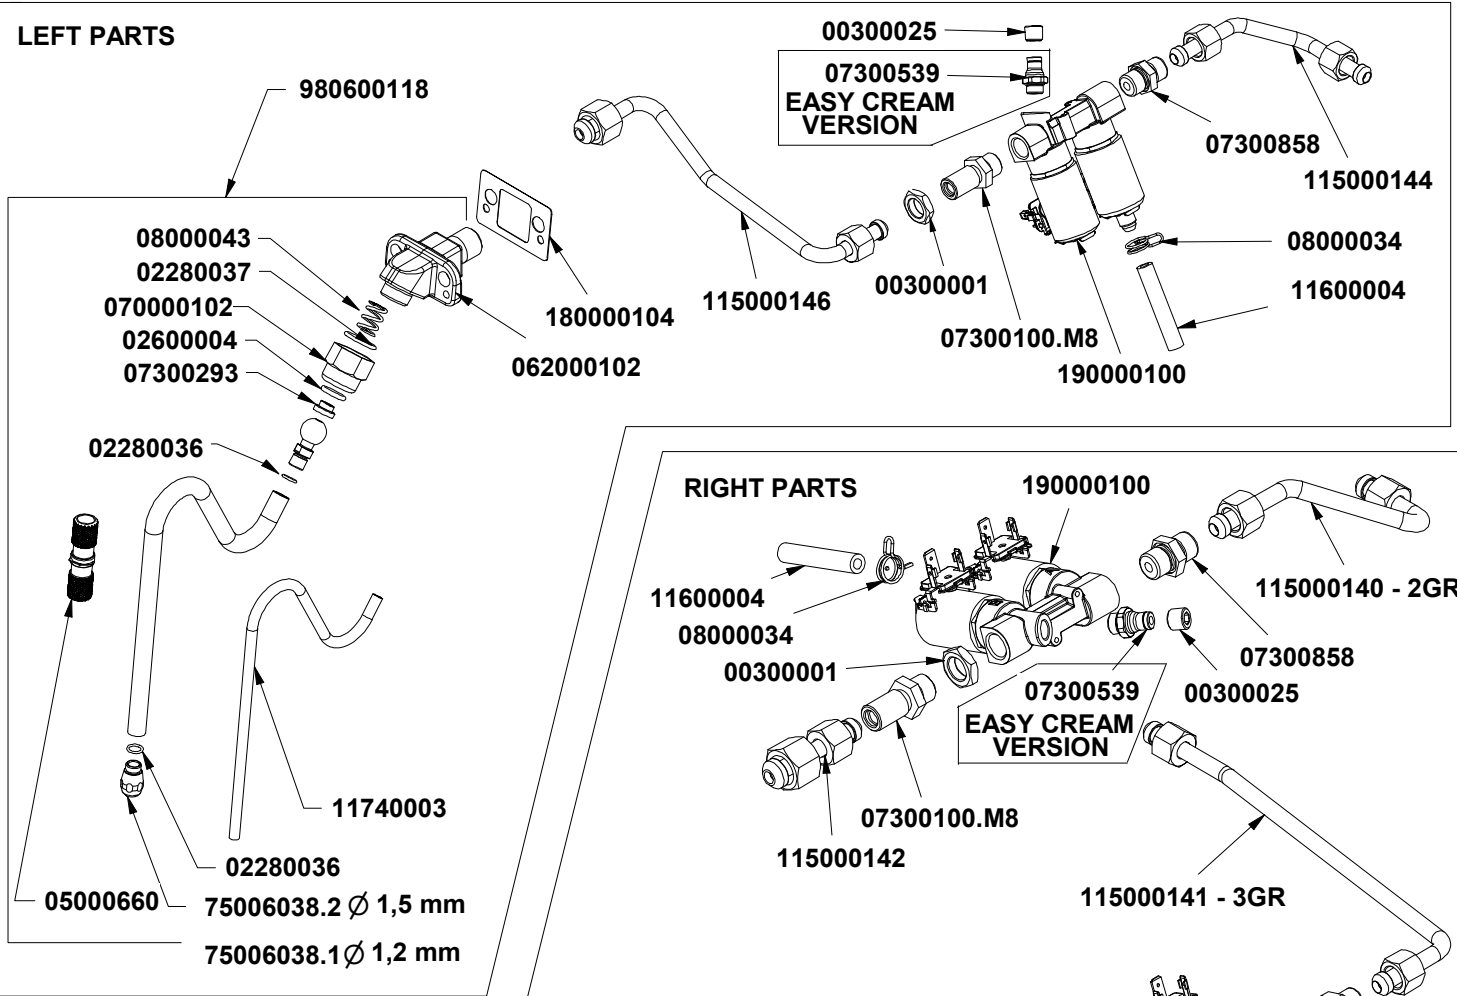 LEFT PARTS
980600118
08000043
02280037
070000102
02600004
07300293
02280036
180000104
062000102
115000146
00300025
07300539
EASY CREAM
VERSION
00300001
07300100.M8
190000100
07300858
115000144
08000034
11600004
11740003
02280036
05000660
75006038.2 Ø 1,5 mm
75006038.1 Ø 1,2 mm
RIGHT PARTS
190000100
11600004
08000034
00300001
115000140 - 2GR
07300858
00300025
07300539
EASY CREAM
VERSION
07300100.M8
115000142
115000141 - 3GR